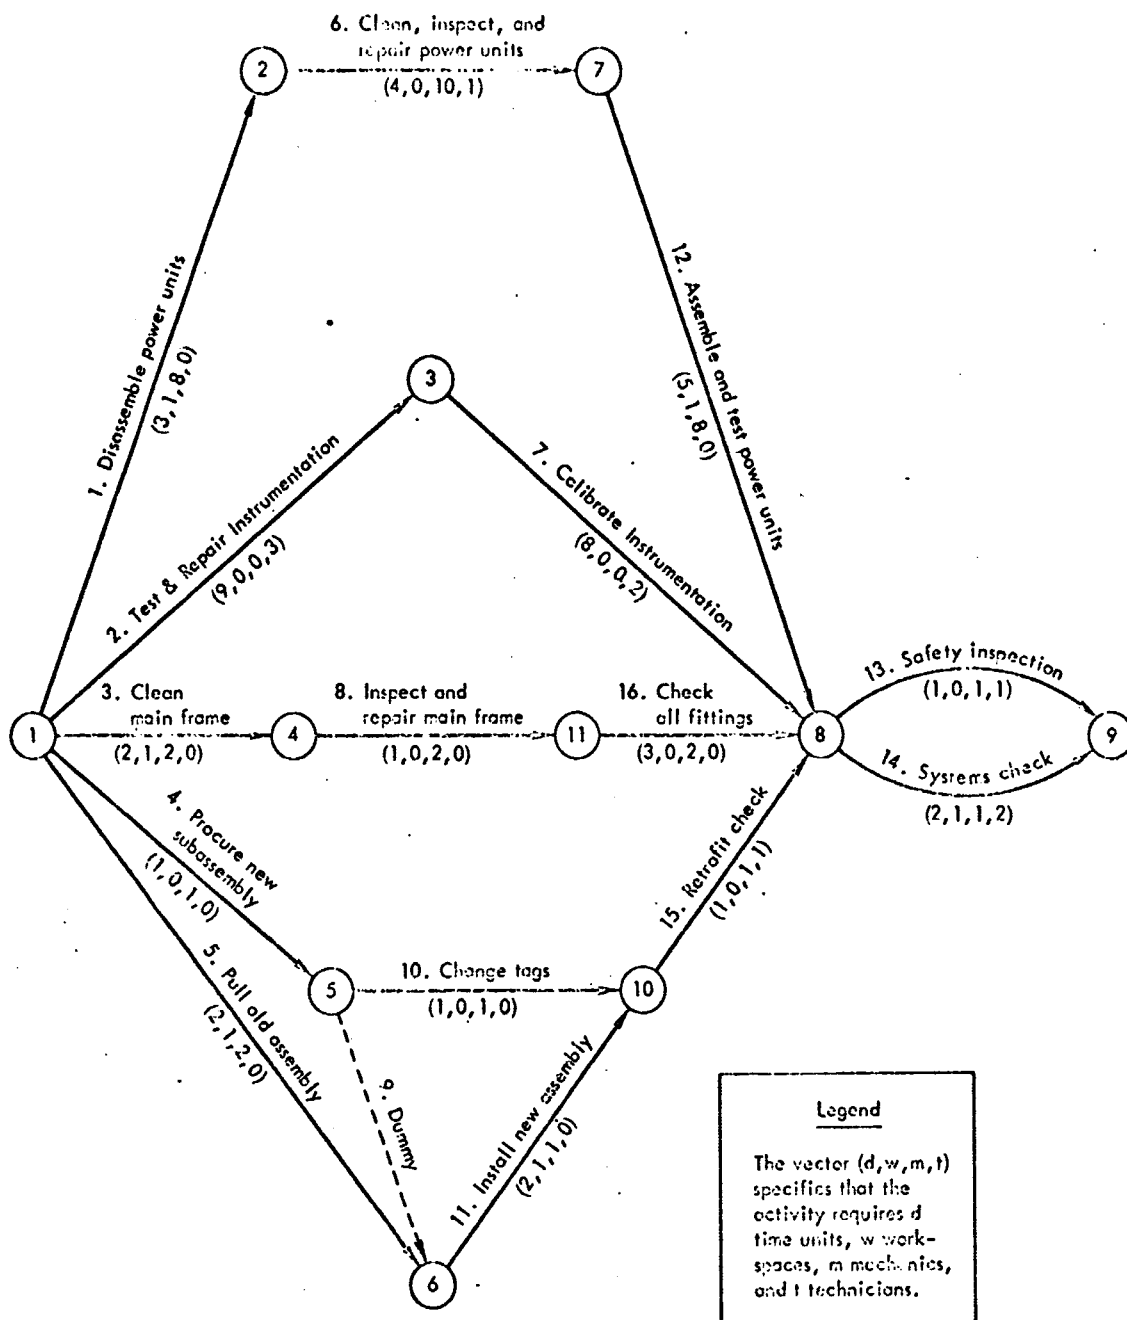 6. Clean, inspect, and
repair power units
(4,0,10,1)
2
7
1. Disassemble power units
(3,1,8,0)
12. Assemble and test power units
(5,1,8,0)
3
2. Test & Repair Instrumentation
(9,0,0,3)
7. Calibrate Instrumentation
(8,0,0,2)
3. Clean
main frame
(2,1,2,0)
8. Inspect and
repair main frame
(1,0,2,0)
16. Check
all fittings
(3,0,2,0)
1
4
11
8
9
13. Safety inspection
(1,0,1,1)
14. Systems check
(2,1,1,2)
4. Procure new
subassembly
(1,0,1,0)
5. Pull old assembly
(2,1,2,0)
5
10. Change tags
(1,0,1,0)
10
15. Retrofit check
(1,0,1,1)
9. Dummy
11. Install new assembly
(2,1,1,0)
6
Legend
The vector (d,w,m,t)
specifies that the
activity requires d
time units, w work-
spaces, m mechanics,
and t technicians.